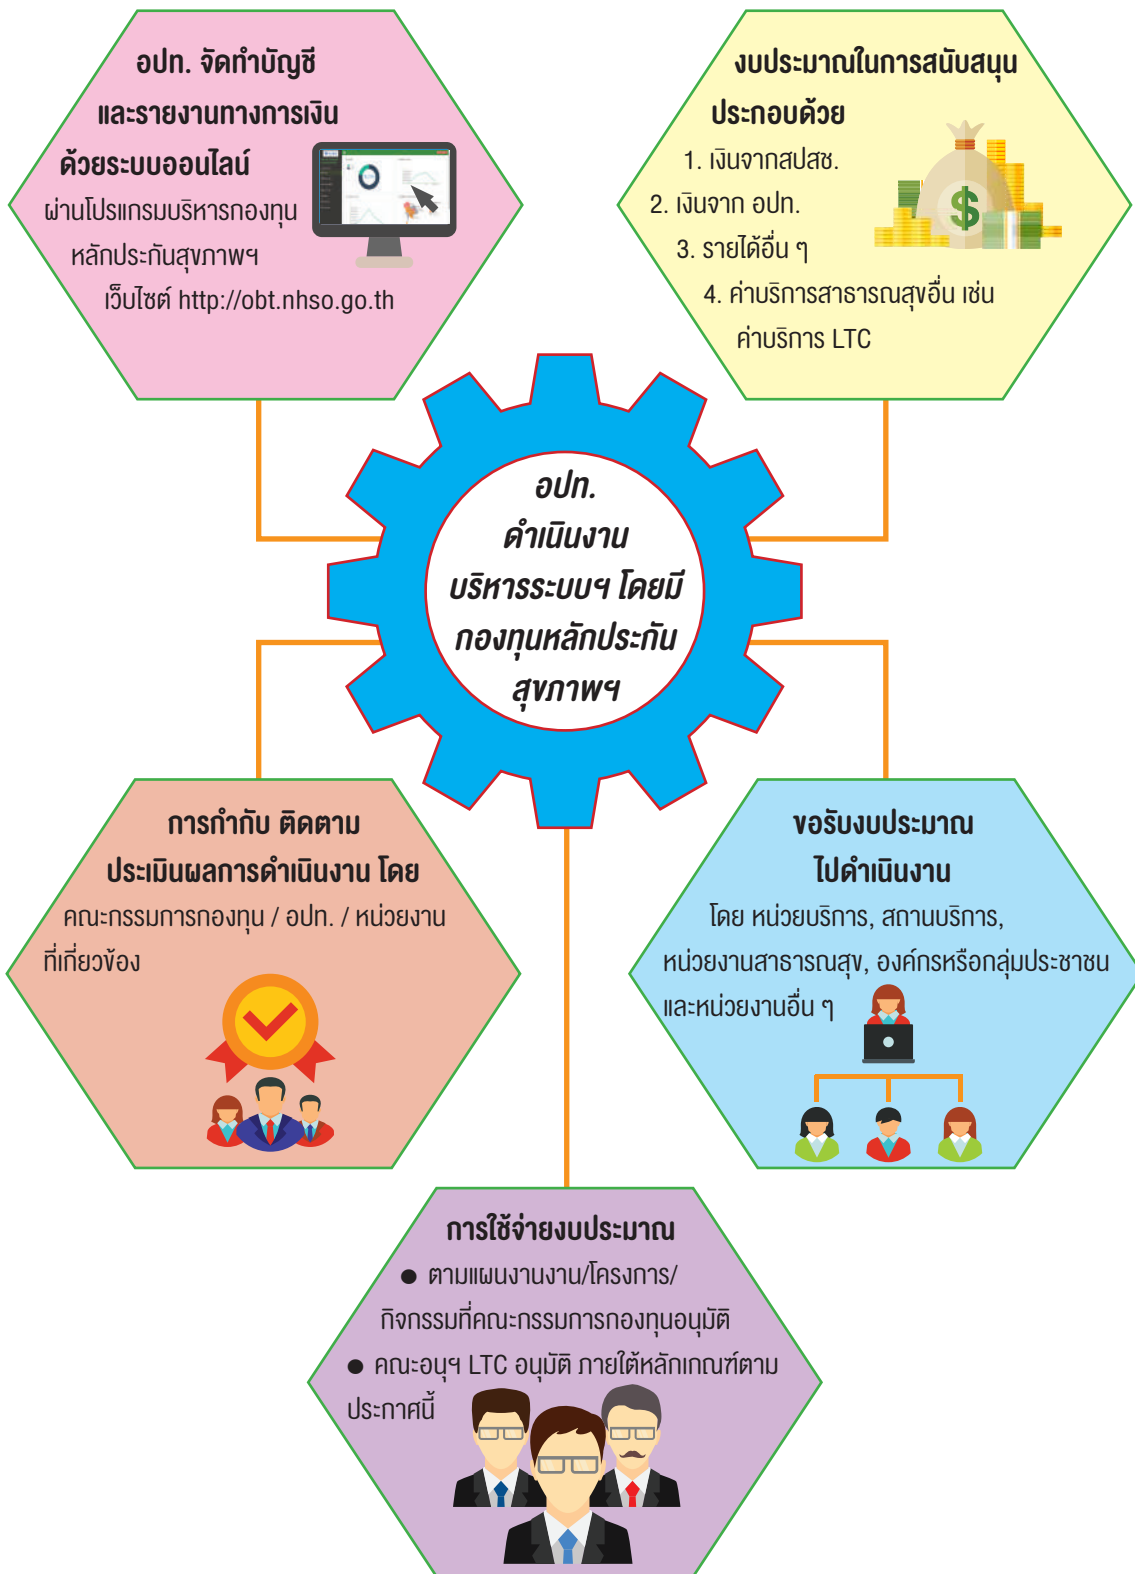 อปท. จัดทำบัญชี
และรายงานทางการเงิน
ด้วยระบบออนไลน์
ผ่านโปรแกรมบริหารกองทุน
หลักประกันสุขภาพฯ
เว็บไซต์ http://obt.nhso.go.th
งบประมาณในการสนับสนุน
ประกอบด้วย
1. เงินจากสปสช.
2. เงินจาก อปท.
3. รายได้อื่น ๆ
4. ค่าบริการสาธารณสุขอื่น เช่น
ค่าบริการ LTC
อปท.
ดำเนินงาน
บริหารระบบฯ โดยมี
กองทุนหลักประกัน
สุขภาพฯ
การกำกับ ติดตาม
ประเมินผลการดำเนินงาน โดย
คณะกรรมการกองทุน / อปท. / หน่วยงาน
ที่เกี่ยวข้อง
ขอรับงบประมาณ
ไปดำเนินงาน
โดย หน่วยบริการ, สถานบริการ,
หน่วยงานสาธารณสุข, องค์กรหรือกลุ่มประชาชน
และหน่วยงานอื่น ๆ
การใช้จ่ายงบประมาณ
● ตามแผนงานงาน/โครงการ/
กิจกรรมที่คณะกรรมการกองทุนอนุมัติ
● คณะอนุฯ LTC อนุมัติ ภายใต้หลักเกณฑ์ตาม
ประกาศนี้